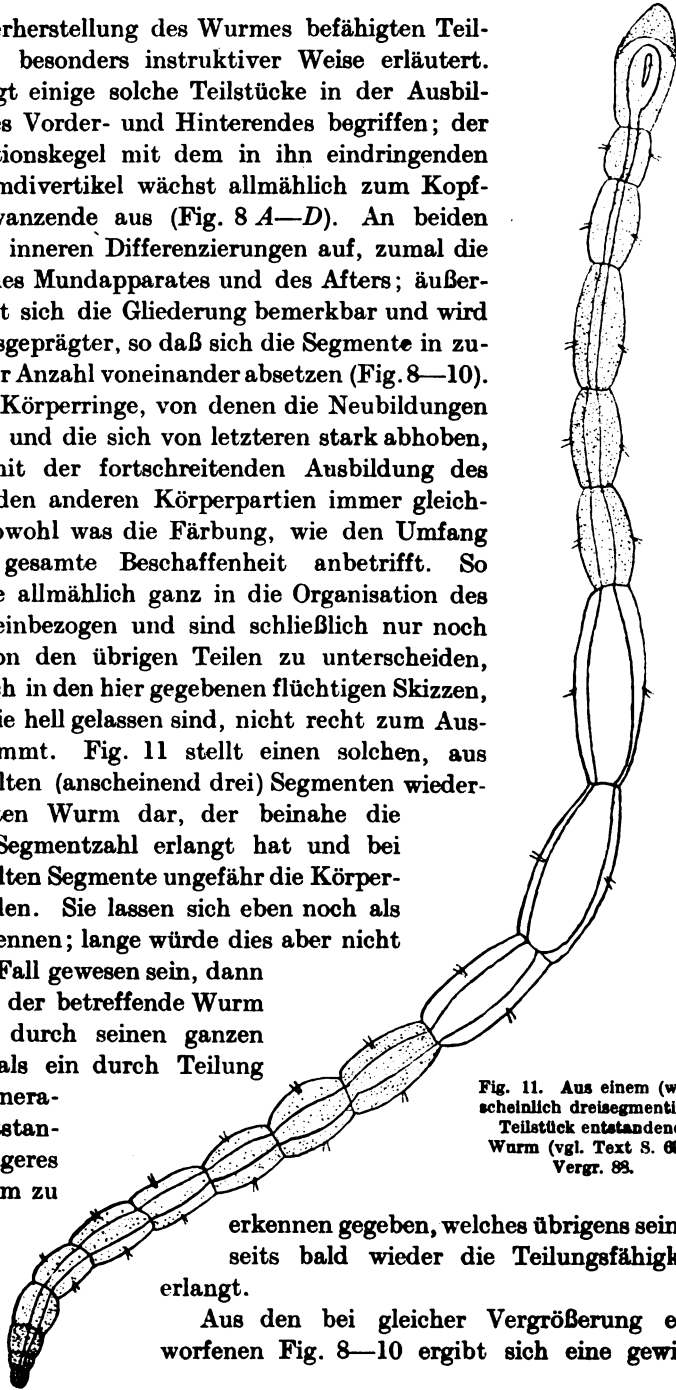 erherstellung des Wurmes befähigten Teil-
besonders instruktiver Weise erläutert.
gt einige solche Teilstücke in der Ausbil-
s Vorder- und Hinterendes begriffen; der
tionskegel mit dem in ihn eindringenden
mdivertikel wächst allmählich zum Kopf-
vanzende aus (Fig. 8 A—D). An beiden
inneren Differenzierungen auf, zumal die
les Mundapparates und des Afters; äußer-
t sich die Gliederung bemerkbar und wird
sgeprägter, so daß sich die Segmente in zu-
r Anzahl voneinander absetzen (Fig. 8—10).
Körperringe, von denen die Neubildungen
und die sich von letzteren stark abhoben,
nit der fortschreitenden Ausbildung des
den anderen Körperpartien immer gleich-
owohl was die Färbung, wie den Umfang
gesamte Beschaffenheit anbetrifft. So
e allmählich ganz in die Organisation des
einbezogen und sind schließlich nur noch
on den übrigen Teilen zu unterscheiden,
ch in den hier gegebenen flüchtigen Skizzen,
ie hell gelassen sind, nicht recht zum Aus-
mmt. Fig. 11 stellt einen solchen, aus
lten (anscheinend drei) Segmenten wieder-
en Wurm dar, der beinahe die
Segmentzahl erlangt hat und bei
lten Segmente ungefähr die Körper-
len. Sie lassen sich eben noch als
ennen; lange würde dies aber nicht
Fall gewesen sein, dann
der betreffende Wurm
durch seinen ganzen
als ein durch Teilung
nera-
stan-
geres
m zu
Fig. 11. Aus einem (w
scheinlich dreisegmenti
Teilstück entstandene
Wurm (vgl. Text S.
Vergr. 88.
erkennen gegeben, welches übrigens sein
seits bald wieder die Teilungsfähigk
erlangt.
Aus den bei gleicher Vergrößerung e
worfenen Fig. 8—10 ergibt sich eine gewi